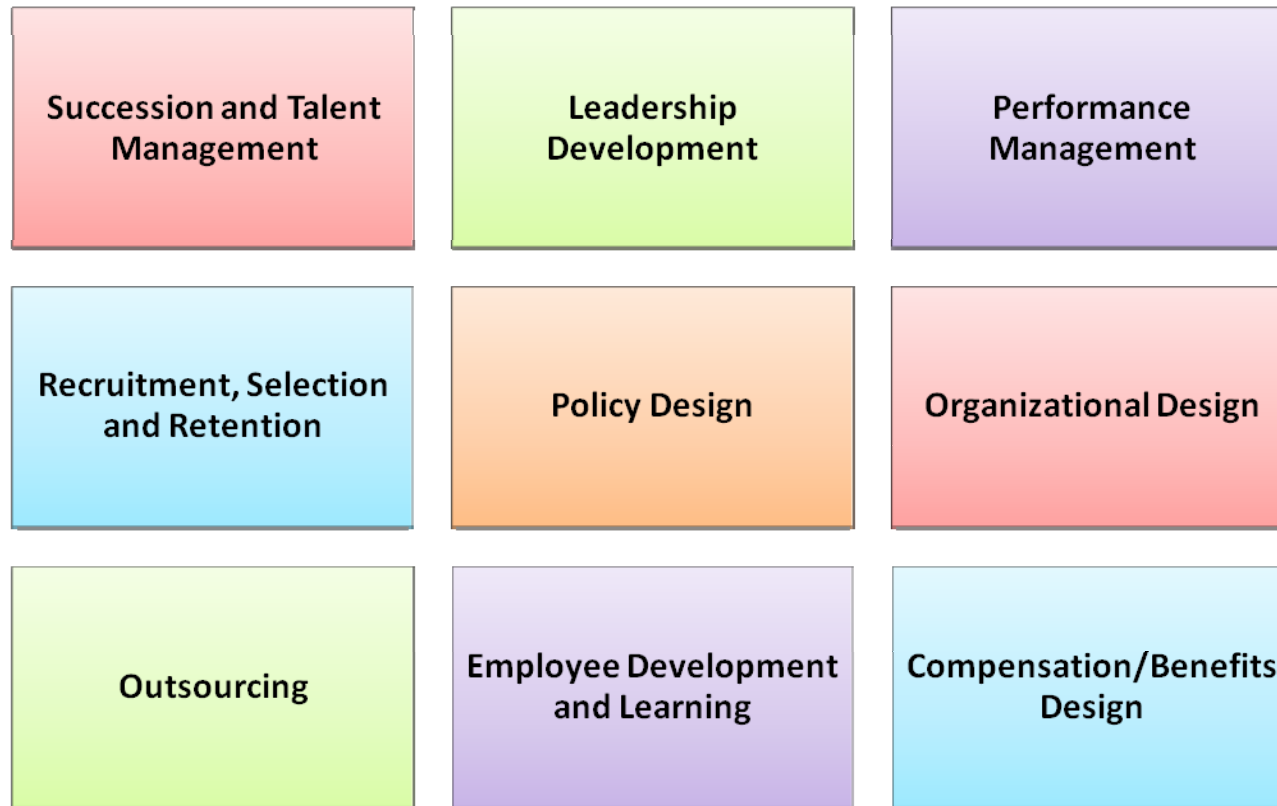 Succession and Talent
Management
Leadership
Development
Performance
Management
Recruitment, Selection
and Retention
Policy Design
Organizational Design
Outsourcing
Employee Development
and Learning
Compensation/Benefits
Design